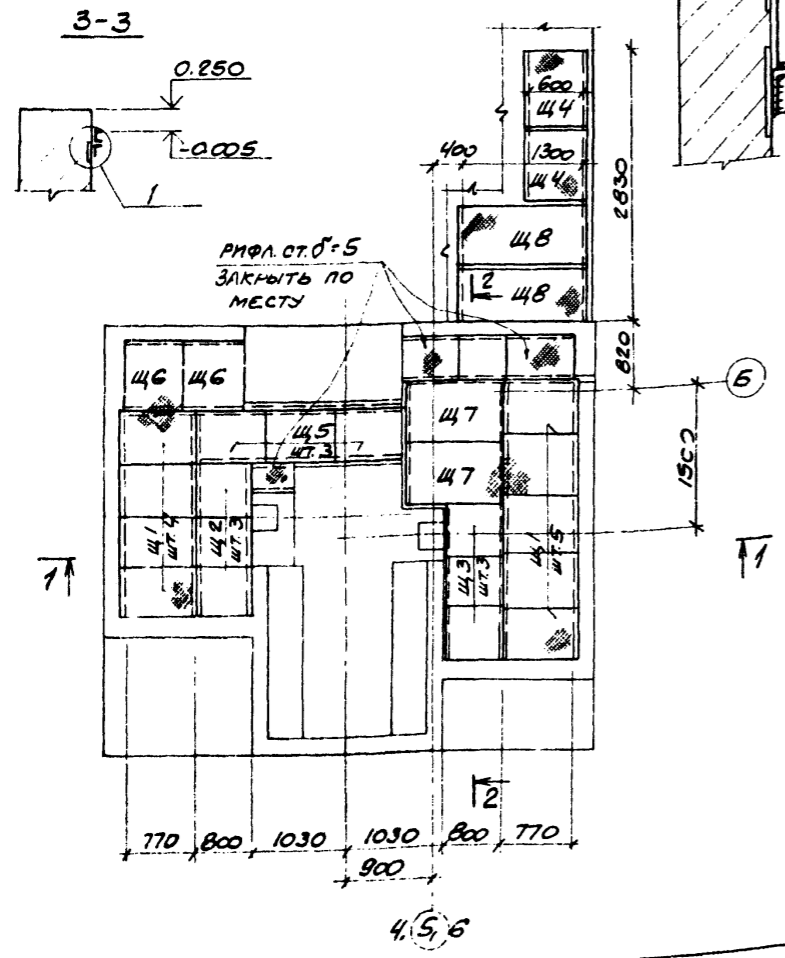 3-3
0.250
-0.005
1
600
Щ4
400
1300
Щ4
2830
Щ8
Щ8
2
РИФЛ. СТ. δ=5
ЗАКРЫТЬ ПО
МЕСТУ
820
Б
Щ6 Щ6
Щ7
Щ5
ШТ.3
Щ7
1500
Щ1
ШТ.4
Щ2
ШТ.3
Щ3
ШТ.3
Щ1
ШТ.5
1
1
2
770 800 1030 1030 800 770
900
4, 5, 6